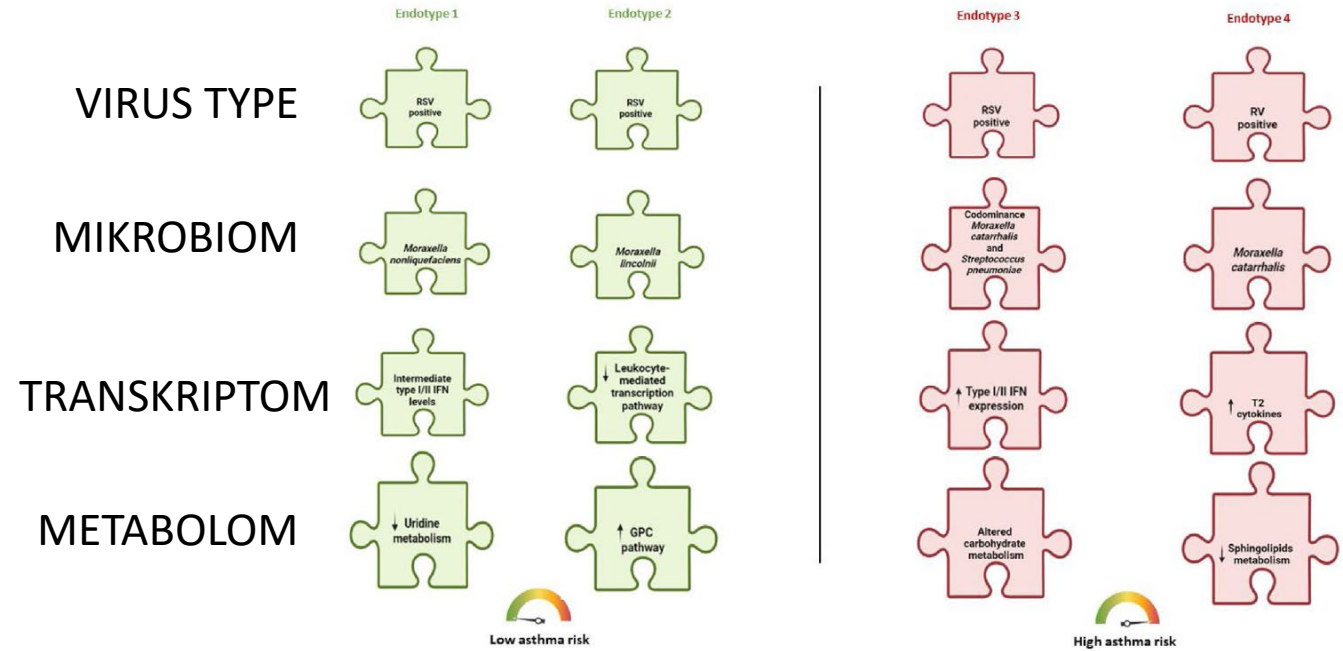 Endotype 1
Endotype 2
Endotype 3
Endotype 4
VIRUS TYPE
RSV
positive
RSV
positive
RSV
positive
RV
positive
MIKROBIOM
Moraxella
nonliquefaciens
Moraxella
lincolnii
Codominance
Moraxella
catarrhalis
and
Streptococcus
pneumoniae
Moraxella
catarrhalis
TRANSKRIPTOM
Intermediate
type I/II IFN
levels
↓ Leukocyte-
mediated
transcription
pathway
↑ Type I/II IFN
expression
↑ T2
cytokines
METABOLOM
↓ Uridine
metabolism
↑ GPC
pathway
Altered
carbohydrate
metabolism
↓ Sphingolipids
metabolism
Low asthma risk
High asthma risk